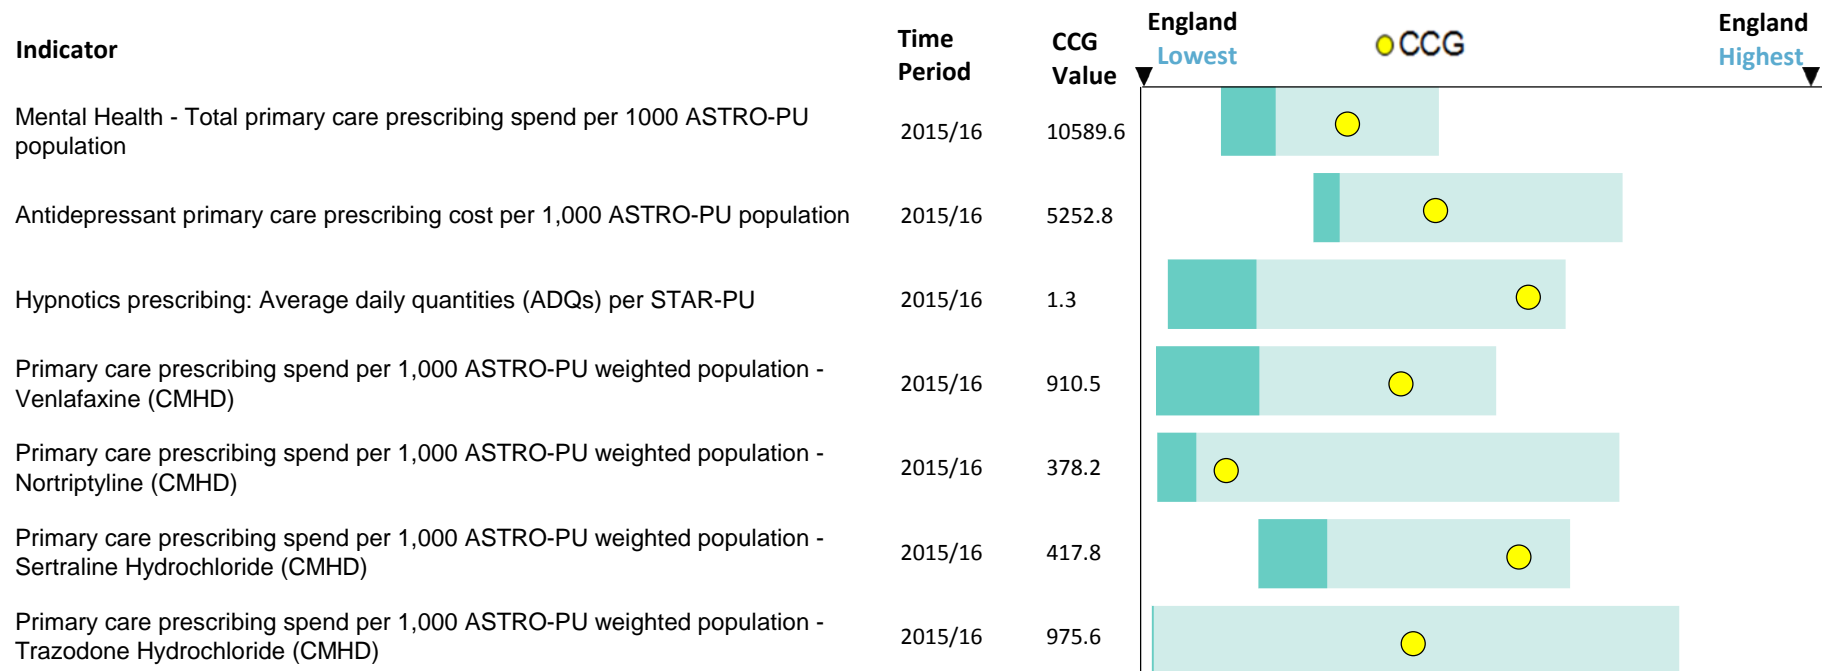 Indicator
Time
Period
CCG
Value
England
Lowest
CCG
England
Highest
Mental Health - Total primary care prescribing spend per 1000 ASTRO-PU
population
2015/16
10589.6
Antidepressant primary care prescribing cost per 1,000 ASTRO-PU population
2015/16
5252.8
Hypnotics prescribing: Average daily quantities (ADQs) per STAR-PU
2015/16
1.3
Primary care prescribing spend per 1,000 ASTRO-PU weighted population -
Venlafaxine (CMHD)
2015/16
910.5
Primary care prescribing spend per 1,000 ASTRO-PU weighted population -
Nortriptyline (CMHD)
2015/16
378.2
Primary care prescribing spend per 1,000 ASTRO-PU weighted population -
Sertraline Hydrochloride (CMHD)
2015/16
417.8
Primary care prescribing spend per 1,000 ASTRO-PU weighted population -
Trazodone Hydrochloride (CMHD)
2015/16
975.6